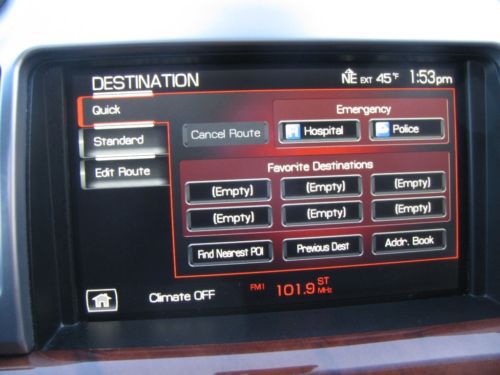 DESTINATION NE EXT 45°F 1:53pm
Quick
Standard
Edit Route
Cancel Route
Emergency
Hospital Police
Favorite Destinations
(Empty) (Empty) (Empty)
(Empty) (Empty) (Empty)
Find Nearest POI Previous Dest Addr. Book
Climate OFF FM1 101.9 ST MHz